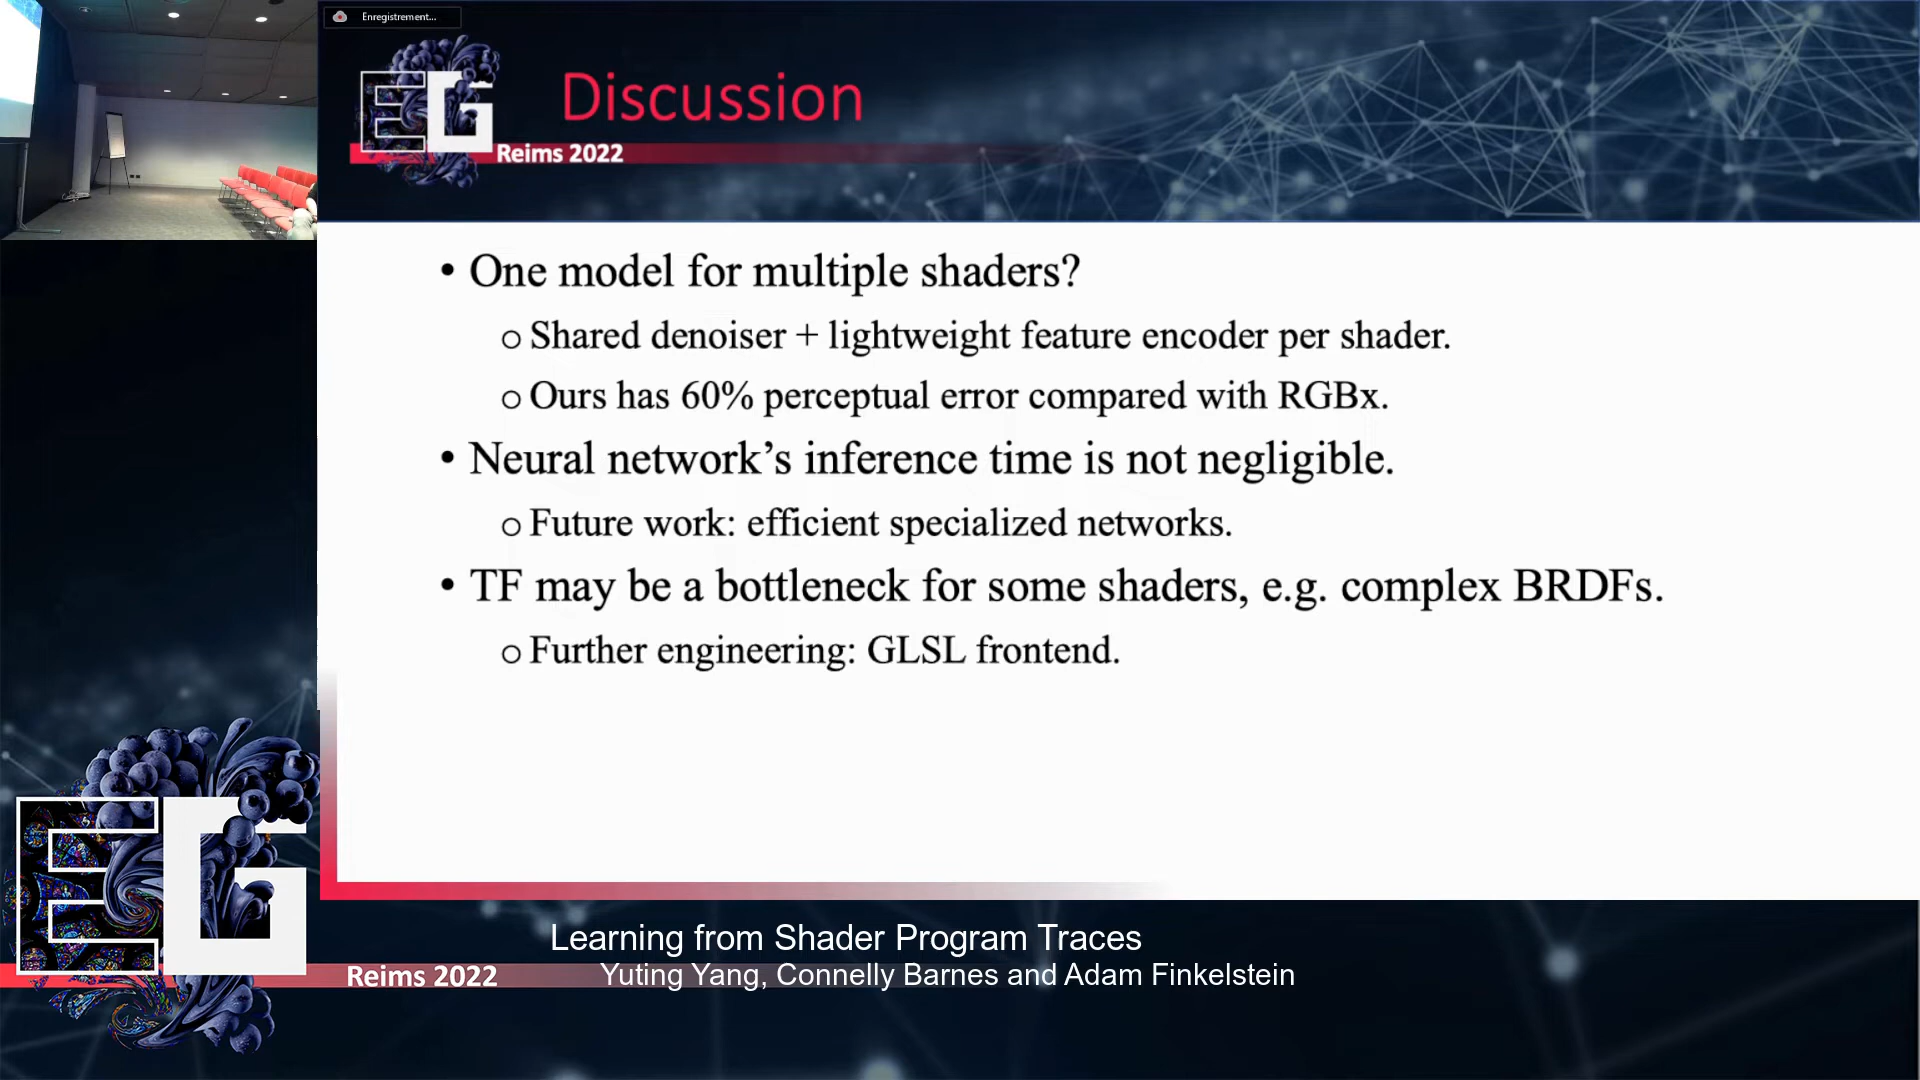 Enregistrement...
EG
Discussion
Reims 2022
• One model for multiple shaders?
o Shared denoiser + lightweight feature encoder per shader.
o Ours has 60% perceptual error compared with RGBx.
• Neural network’s inference time is not negligible.
o Future work: efficient specialized networks.
• TF may be a bottleneck for some shaders, e.g. complex BRDFs.
o Further engineering: GLSL frontend.
EG
Learning from Shader Program Traces
Reims 2022
Yuting Yang, Connelly Barnes and Adam Finkelstein